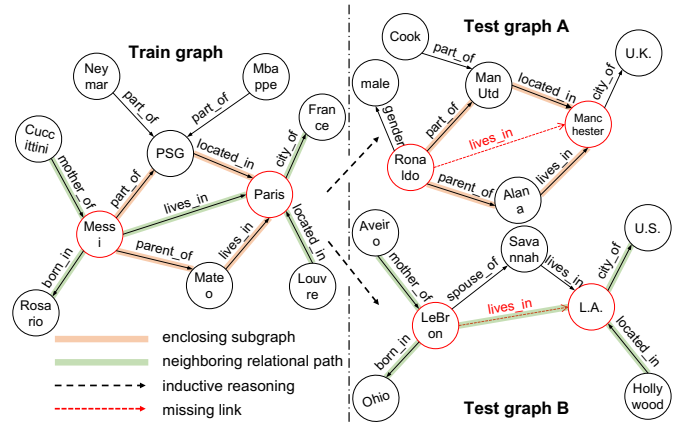 Train graph
Ney
mar
Mba
ppe
Fran
ce
Cucc
ittini
PSG
Paris
Mess
i
Mate
o
Rosa
rio
Louv
re
part_of
part_of
mother_of
part_of
located_in
city_of
lives_in
parent_of
lives_in
born_in
located_in
enclosing subgraph
neighboring relational path
inductive reasoning
missing link
Test graph A
Cook
U.K.
male
Man
Utd
Manc
hester
Rona
ldo
Alan
a
part_of
located_in
city_of
gender
part_of
lives_in
parent_of
lives_in
Aveir
o
Sava
nnah
U.S.
LeBr
on
L.A.
Ohio
Holly
wood
mother_of
spouse_of
lives_in
city_of
lives_in
born_in
located_in
Test graph B